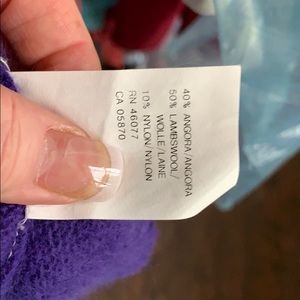 40% ANGORA/ANGORA
50% LAMBSWOOL/
WOLLE/LAINE
10% NYLON/NYLON
RN 46077
CA 05870